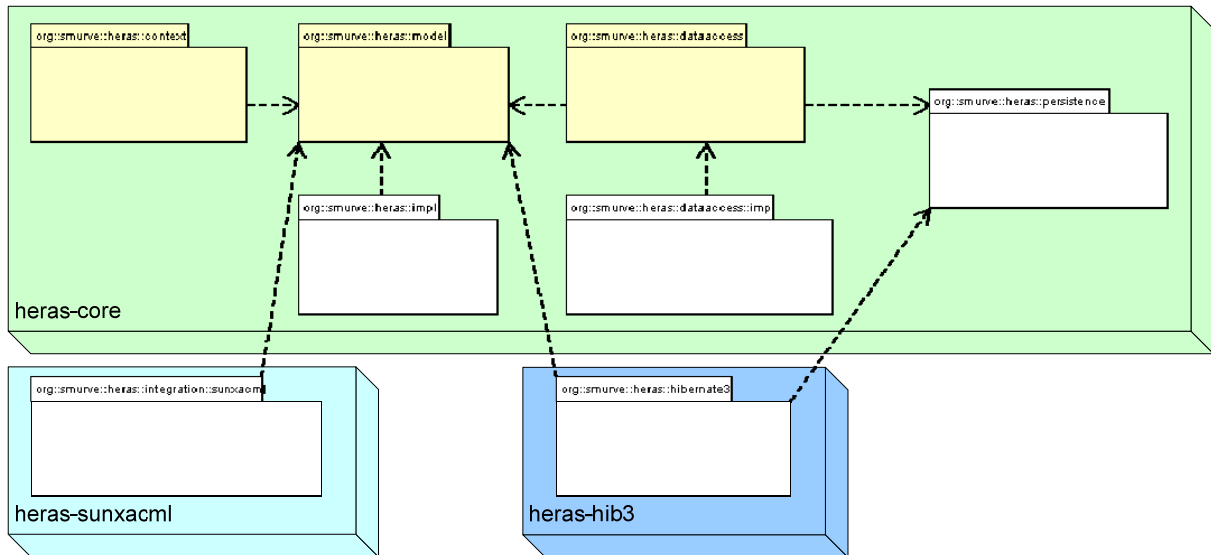 org::smurve::heras::context
org::smurve::heras::model
org::smurve::heras::dataaccess
org::smurve::heras::persistence
org::smurve::heras::impl
org::smurve::heras::dataaccess::imp
heras-core
org::smurve::heras::integration::sunxacml
org::smurve::heras::hibernate3
heras-sunxacml
heras-hib3